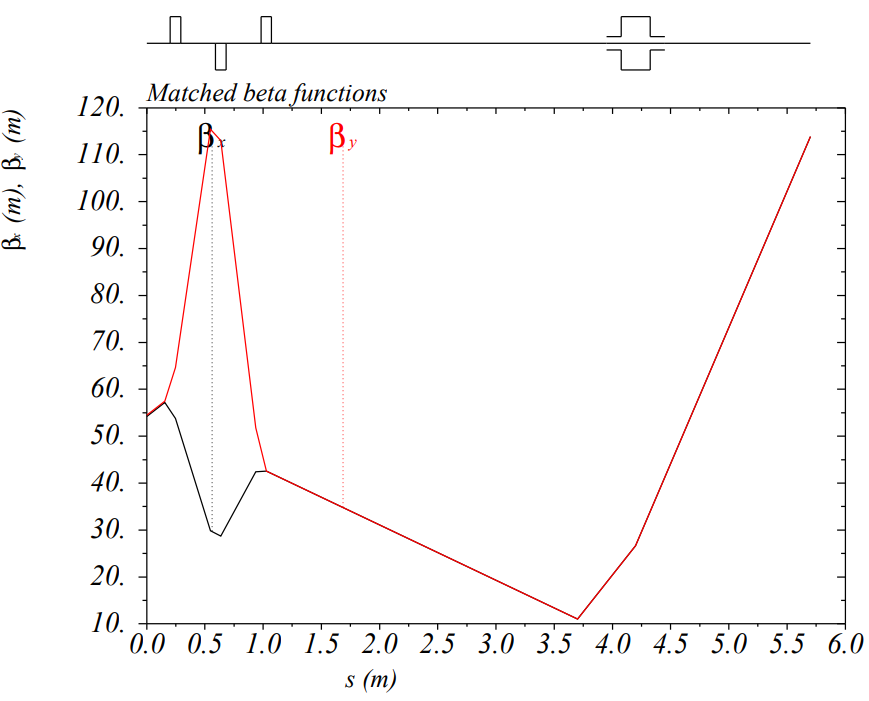 Matched beta functions
βx (m), βy (m)
βx
βy
120.
110.
100.
90.
80.
70.
60.
50.
40.
30.
20.
10.
0.0 0.5 1.0 1.5 2.0 2.5 3.0 3.5 4.0 4.5 5.0 5.5 6.0
s (m)